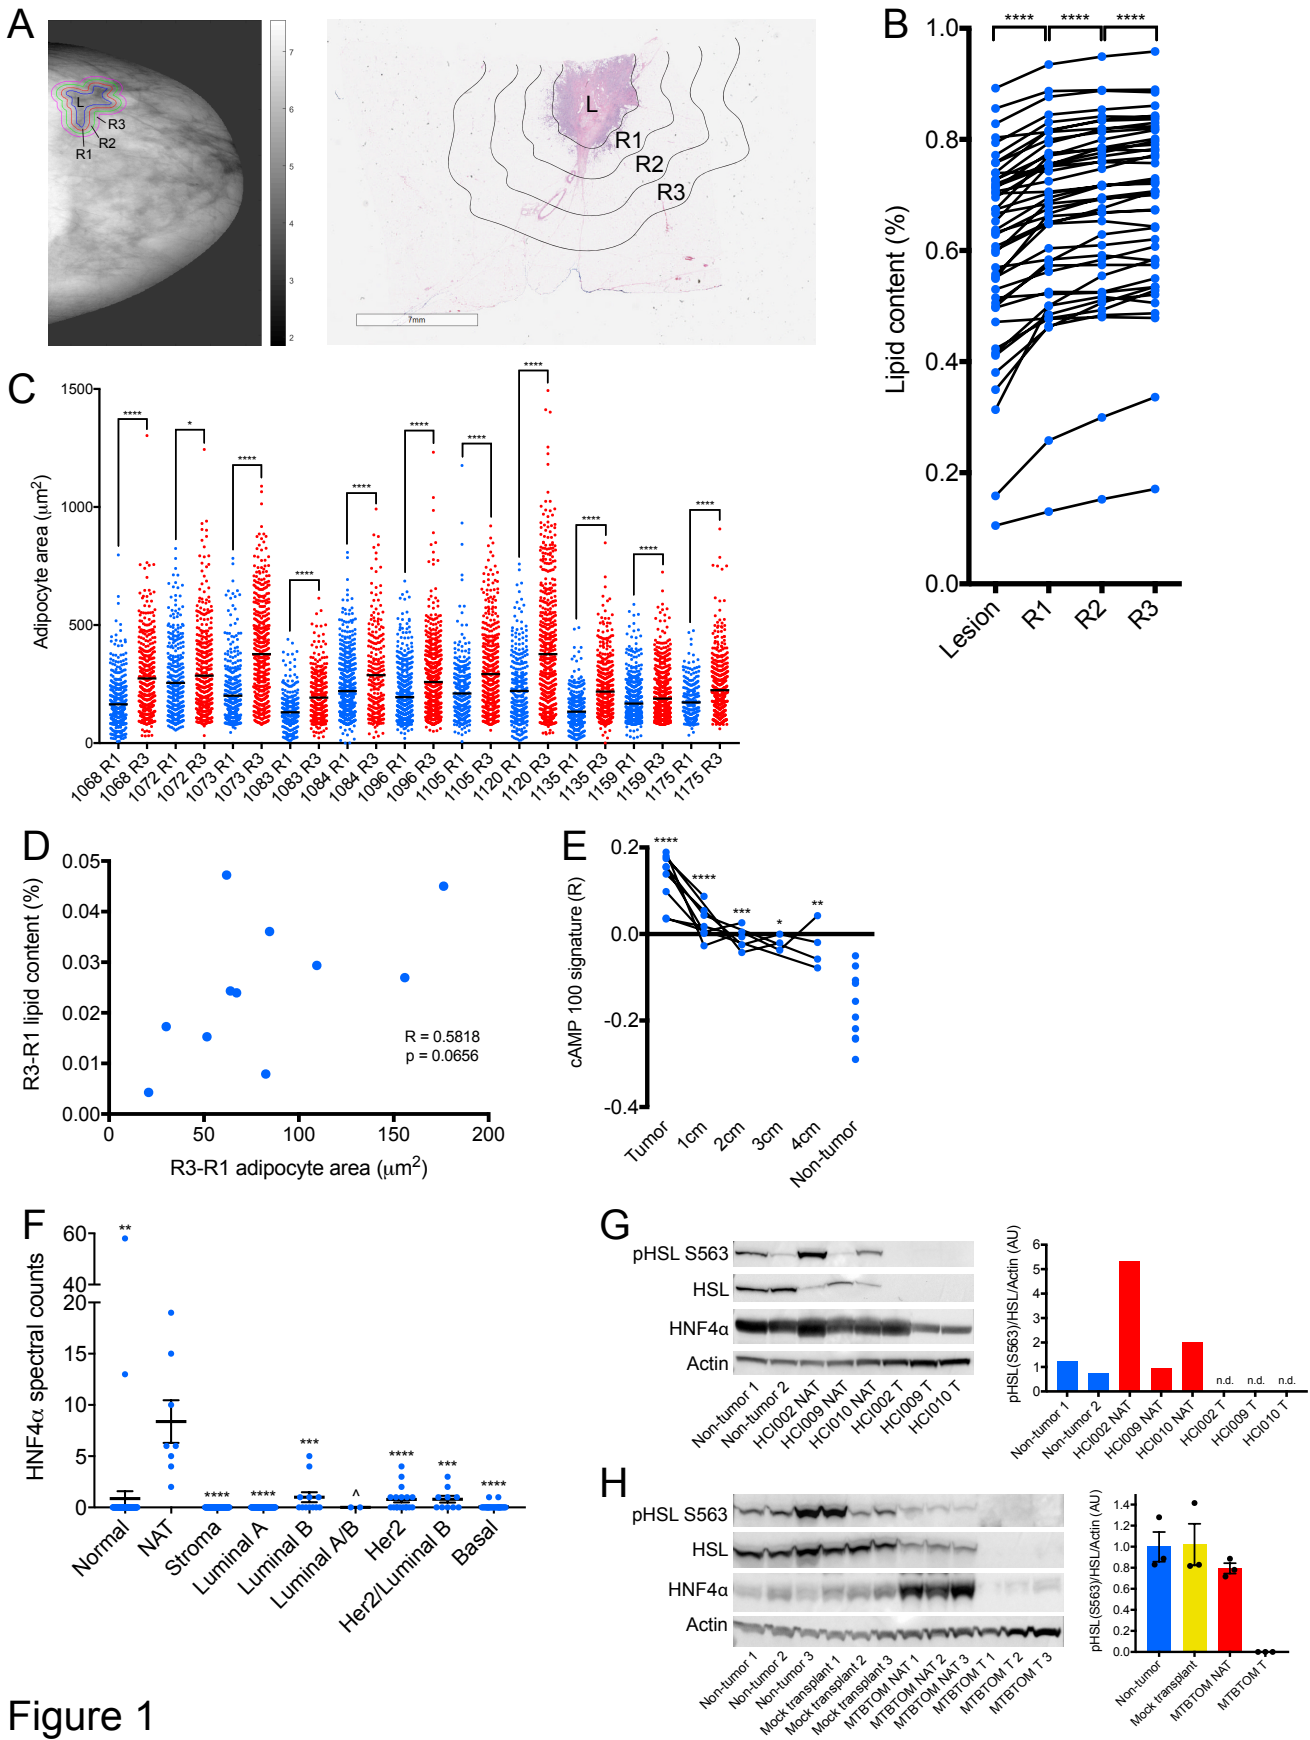 A
L
R3
R2
R1
7
6
5
4
3
2
L
R1
R2
R3
7mm
B
**** **** ****
1.0
0.8
0.6
0.4
0.2
0.0
Lipid content (%)
Lesion R1 R2 R3
C
**** * **** **** **** **** **** **** **** **** ****
1500
1000
500
0
Adipocyte area (μm²)
1068 R1 1068 R3 1072 R1 1072 R3 1073 R1 1073 R3 1083 R1 1083 R3 1084 R1 1084 R3 1096 R1 1096 R3 1105 R1 1105 R3 1120 R1 1120 R3 1135 R1 1135 R3 1159 R1 1159 R3 1175 R1 1175 R3
D
0.05
0.04
0.03
0.02
0.01
0.00
R3-R1 lipid content (%)
R = 0.5818
p = 0.0656
0 50 100 150 200
R3-R1 adipocyte area (μm²)
E
0.2
0.0
-0.2
-0.4
cAMP 100 signature (R)
**** **** *** * **
Tumor 1cm 2cm 3cm 4cm Non-tumor
F
60
40
20
15
10
5
0
HNF4α spectral counts
** **** **** *** ^ **** *** ****
Normal NAT Stroma Luminal A Luminal B Luminal A/B Her2 Her2/Luminal B Basal
G
pHSL S563
HSL
HNF4α
Actin
Non-tumor 1 Non-tumor 2 HCI002 NAT HCI009 NAT HCI010 NAT HCI002 T HCI009 T HCI010 T
pHSL(S563)/HSL/Actin (AU)
6
5
4
3
2
1
0
n.d. n.d. n.d.
Non-tumor 1 Non-tumor 2 HCI002 NAT HCI009 NAT HCI010 NAT HCI002 T HCI009 T HCI010 T
H
pHSL S563
HSL
HNF4α
Actin
Non-tumor 1 Non-tumor 2 Non-tumor 3 Mock transplant 1 Mock transplant 2 Mock transplant 3 MTBTOM NAT 1 MTBTOM NAT 2 MTBTOM NAT 3 MTBTOM T 1 MTBTOM T 2 MTBTOM T 3
pHSL(S563)/HSL/Actin (AU)
1.4
1.2
1.0
0.8
0.6
0.4
0.2
0.0
Non-tumor Mock transplant MTBTOM NAT MTBTOM T
Figure 1